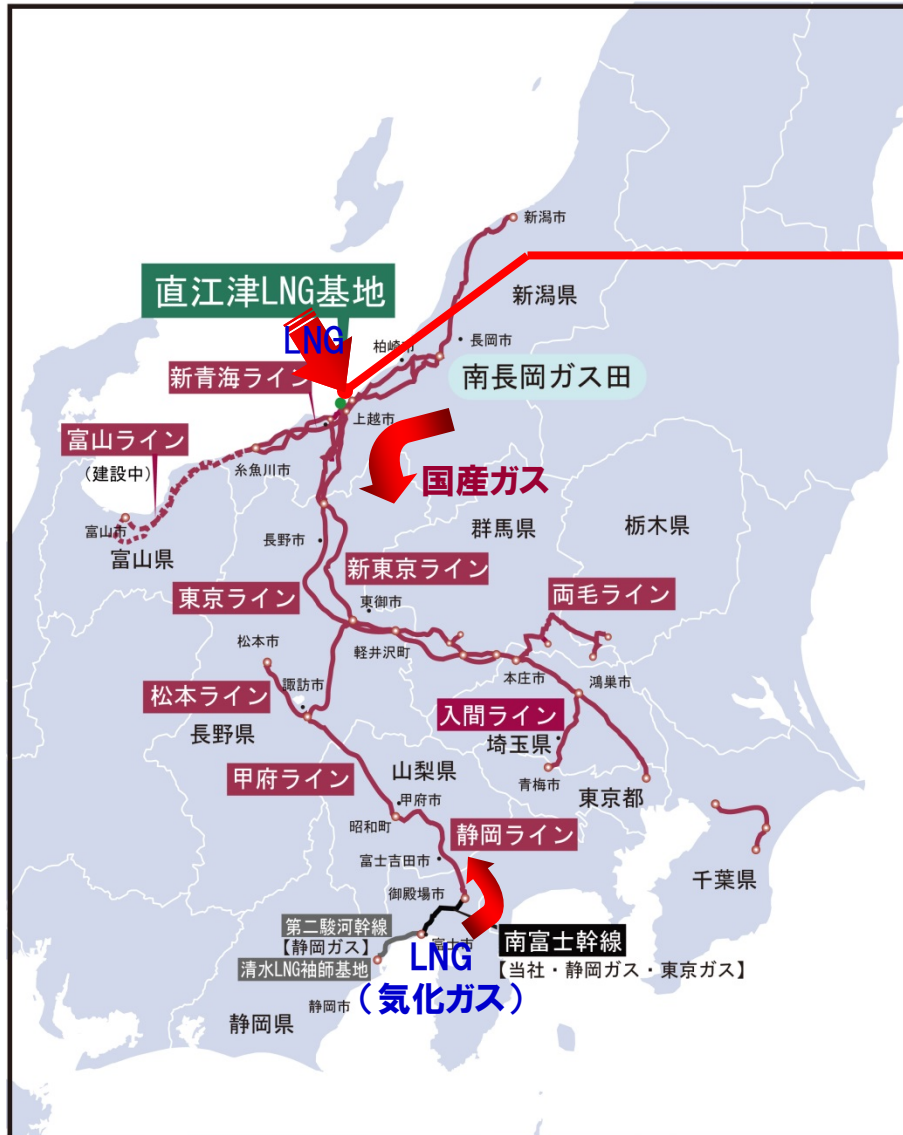 新潟市
直江津LNG基地
新潟県
LNG
柏崎市
長岡市
新青海ライン
南長岡ガス田
上越市
富山ライン
（建設中）
糸魚川市
国産ガス
富山市
富山県
長野市
群馬県
栃木県
新東京ライン
東京ライン
東御市
両毛ライン
松本市
軽井沢町
本庄市
鴻巣市
諏訪市
松本ライン
長野県
入間ライン
埼玉県
甲府ライン
山梨県
青梅市
東京都
甲府市
昭和町
静岡ライン
富士吉田市
千葉県
御殿場市
第二駿河幹線
【静岡ガス】
富士市
南富士幹線
清水LNG袖師基地
LNG
【当社・静岡ガス・東京ガス】
（気化ガス）
静岡市
静岡県